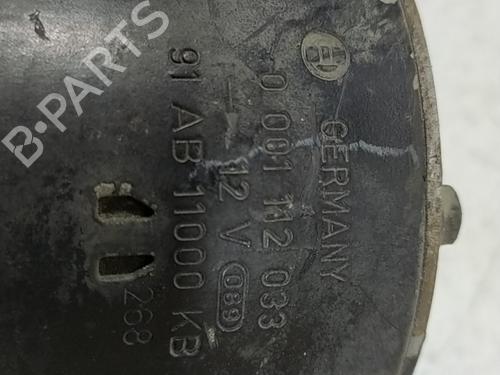 GERMANY
0 001 112 033
12 V 089
91 AB 11000 KB
268
B-PARTS